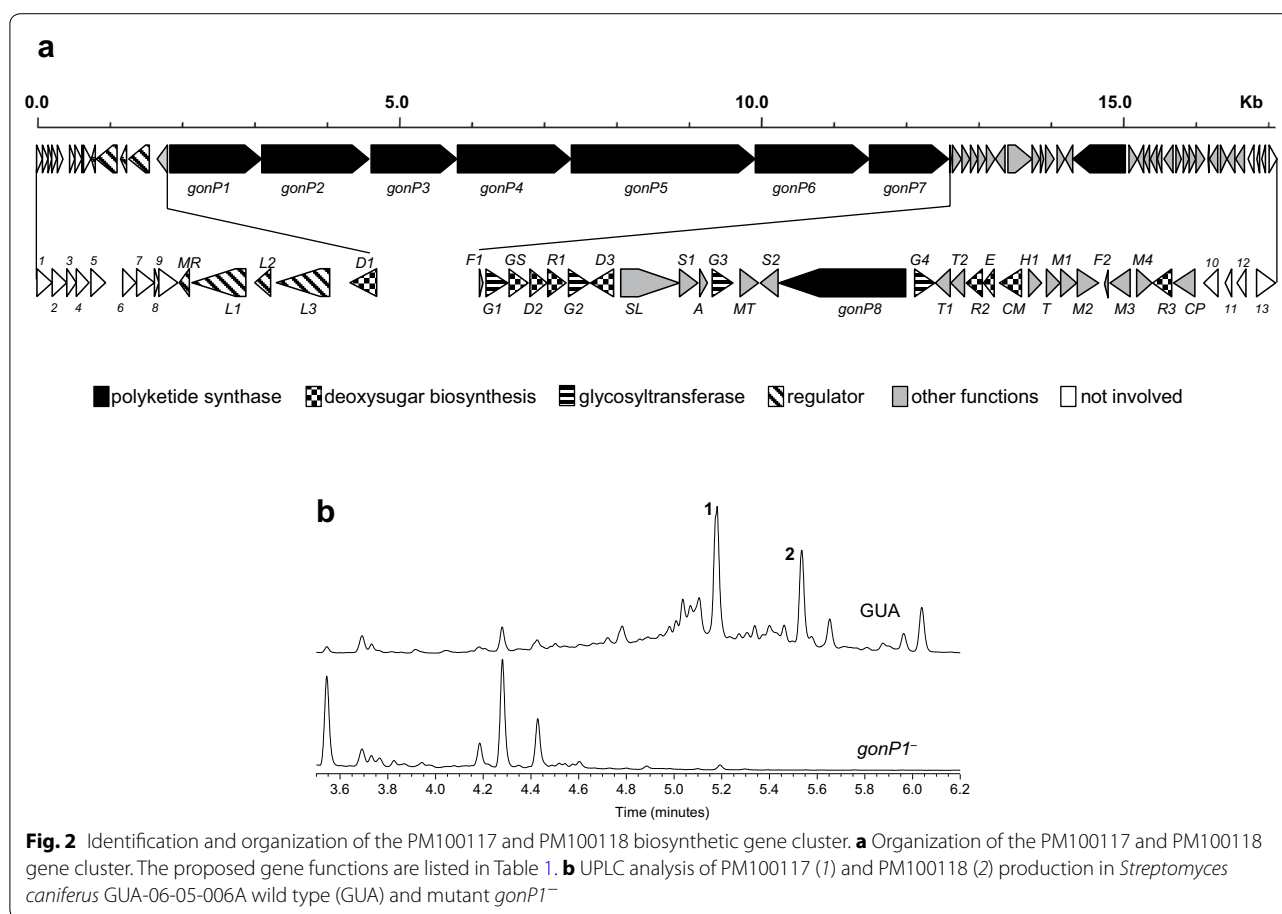 a
0.0 5.0 10.0 15.0 Kb
gonP1 gonP2 gonP3 gonP4 gonP5 gonP6 gonP7
1 3 5 7 9 MR L2 D1 F1 GS R1 D3 S1 G3 S2 G4 T2 E H1 M1 F2 M4 10 12
2 4 6 8 L1 L3 G1 D2 G2 SL A MT gonP8 T1 R2 CM T M2 M3 R3 CP 11 13
polyketide synthase deoxysugar biosynthesis glycosyltransferase regulator other functions not involved
b
1
2
GUA
gonP1⁻
3.6 3.8 4.0 4.2 4.4 4.6 4.8 5.0 5.2 5.4 5.6 5.8 6.0 6.2
Time (minutes)
Fig. 2 Identification and organization of the PM100117 and PM100118 biosynthetic gene cluster. a Organization of the PM100117 and PM100118
gene cluster. The proposed gene functions are listed in Table 1. b UPLC analysis of PM100117 (1) and PM100118 (2) production in Streptomyces
caniferus GUA-06-05-006A wild type (GUA) and mutant gonP1⁻